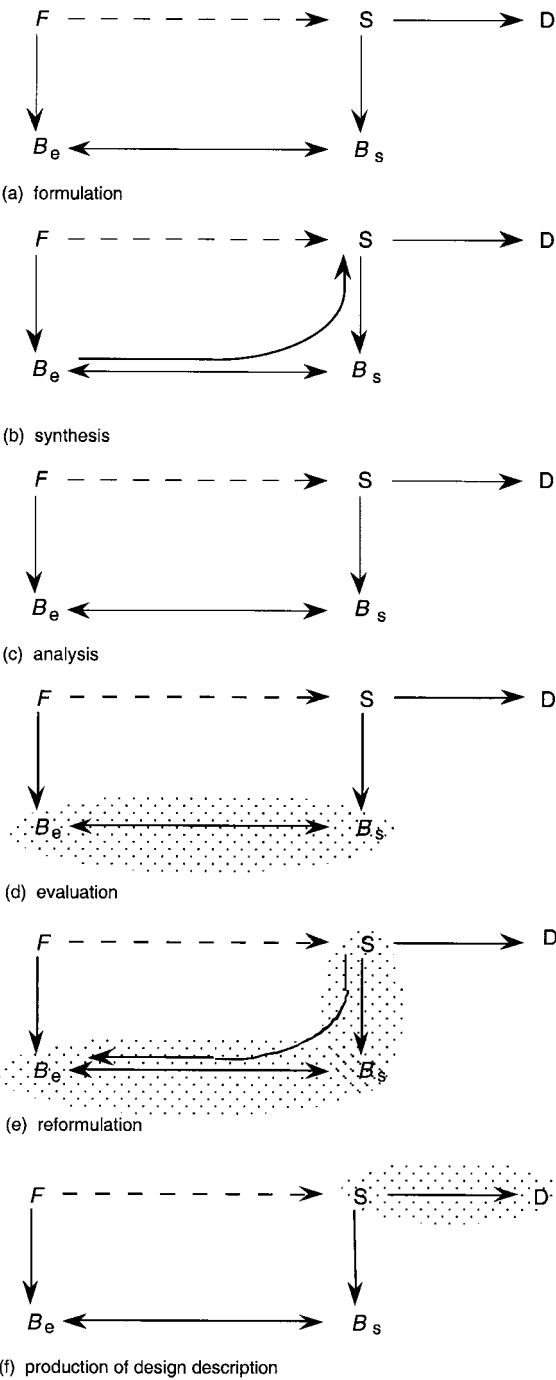 F S D
Be Bs
(a) formulation
F S D
Be Bs
(b) synthesis
F S D
Be Bs
(c) analysis
F S D
Be Bs
(d) evaluation
F S D
Be Bs
(e) reformulation
F S D
Be Bs
(f) production of design description